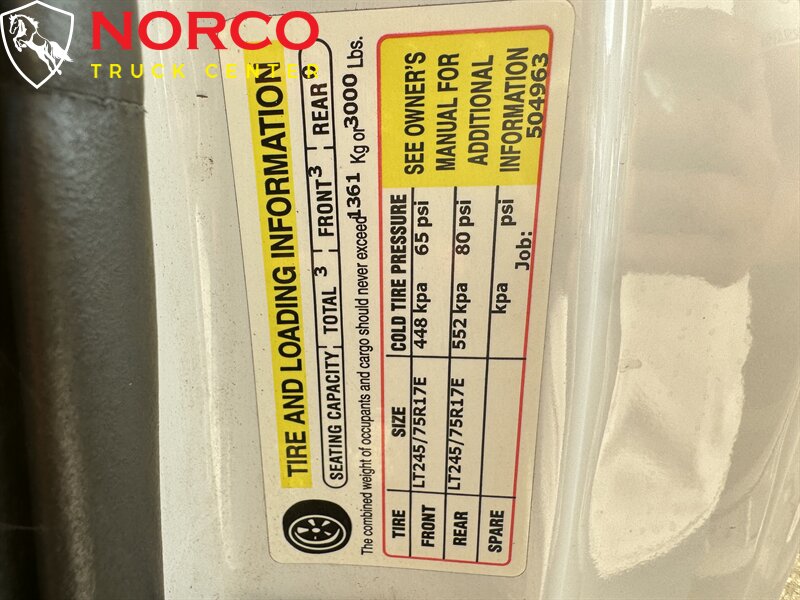 NORCO
TRUCK CENTER
TIRE AND LOADING INFORMATION
SEATING CAPACITY TOTAL 3 FRONT 3 REAR
The combined weight of occupants and cargo should never exceed 1361 Kg or 3000 Lbs.
TIRE SIZE COLD TIRE PRESSURE
FRONT LT245/75R17E 448 kpa 65 psi
REAR LT245/75R17E 552 kpa 80 psi
SPARE kpa psi
SEE OWNER'S
MANUAL FOR
ADDITIONAL
INFORMATION
Job: 504963